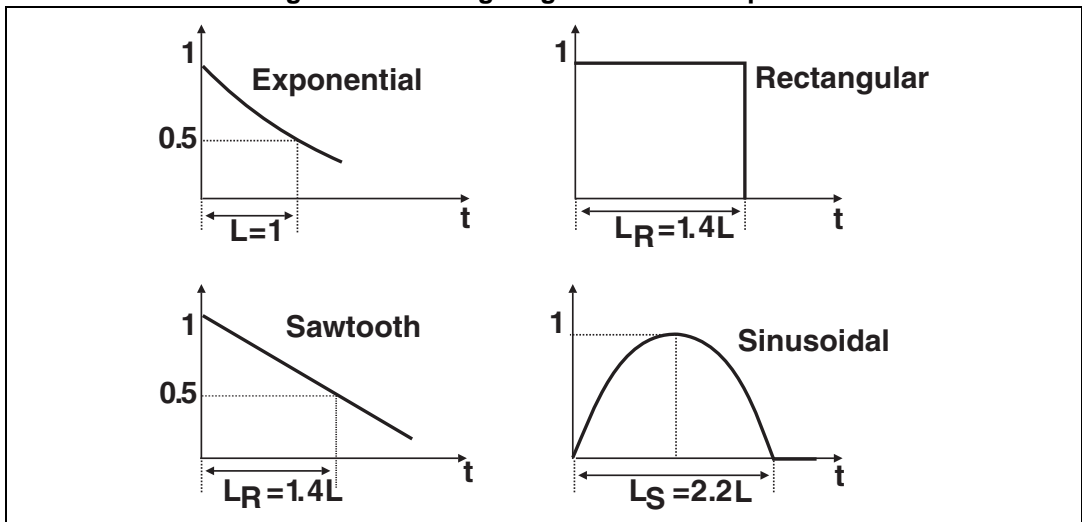 1
Exponential
0.5
L=1
t
1
Rectangular
LR=1.4L
t
1
Sawtooth
0.5
LR=1.4L
t
1
Sinusoidal
LS=2.2L
t